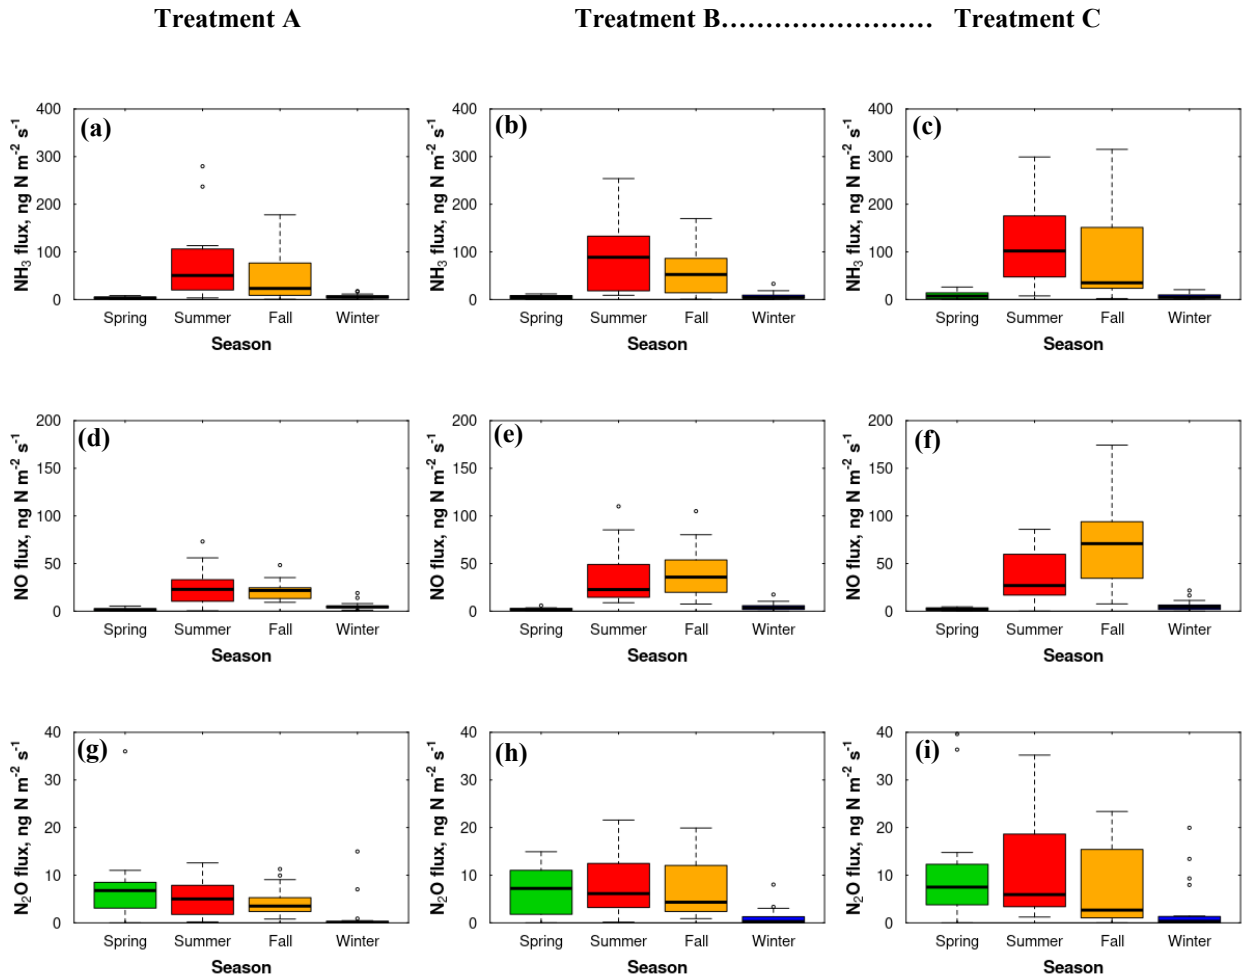 Treatment A Treatment B........................ Treatment C
(a) (b) (c)
NH3 flux, ng N m-2 s-1 NH3 flux, ng N m-2 s-1 NH3 flux, ng N m-2 s-1
400 400 400
300 300 300
200 200 200
100 100 100
0 0 0
Spring Summer Fall Winter Spring Summer Fall Winter Spring Summer Fall Winter
Season Season Season
(d) (e) (f)
NO flux, ng N m-2 s-1 NO flux, ng N m-2 s-1 NO flux, ng N m-2 s-1
200 200 200
150 150 150
100 100 100
50 50 50
0 0 0
Spring Summer Fall Winter Spring Summer Fall Winter Spring Summer Fall Winter
Season Season Season
(g) (h) (i)
N2O flux, ng N m-2 s-1 N2O flux, ng N m-2 s-1 N2O flux, ng N m-2 s-1
40 40 40
30 30 30
20 20 20
10 10 10
0 0 0
Spring Summer Fall Winter Spring Summer Fall Winter Spring Summer Fall Winter
Season Season Season